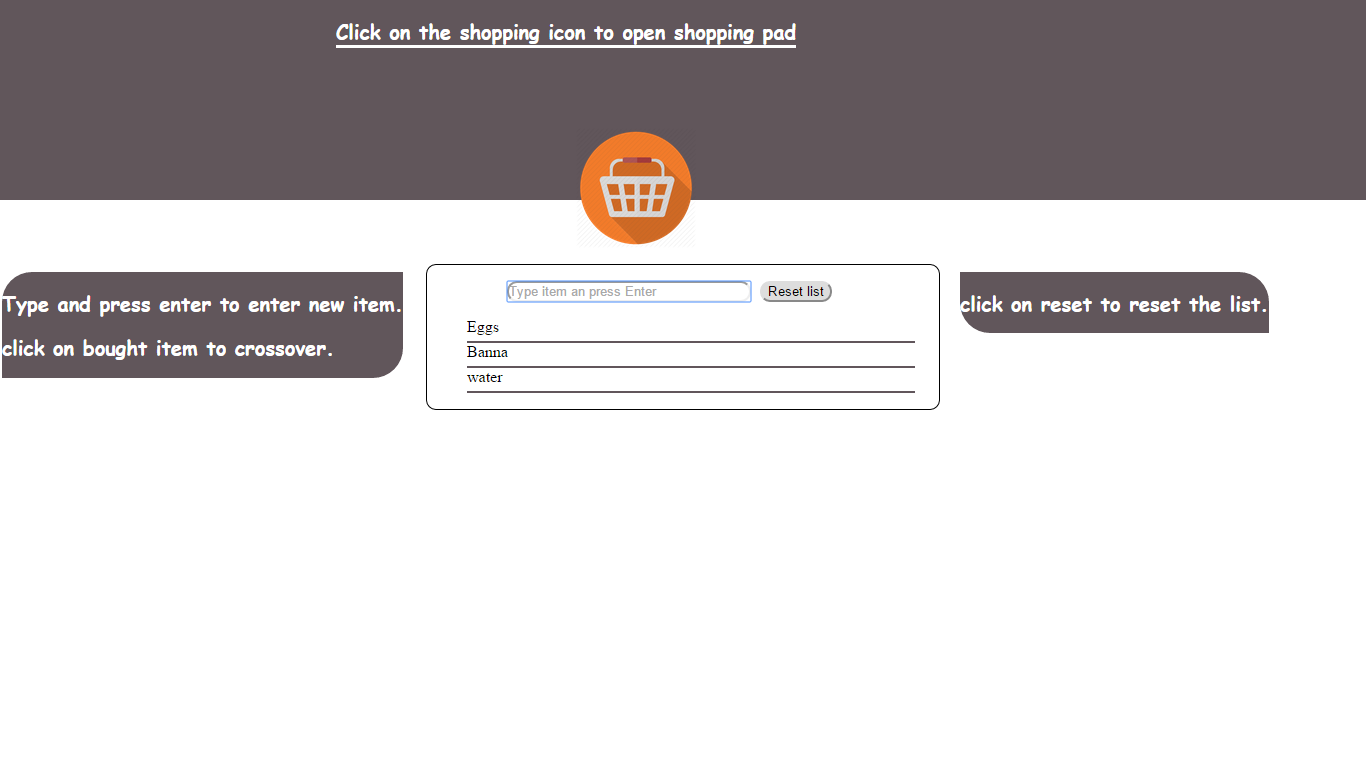 Click on the shopping icon to open shopping pad
Type and press enter to enter new item.
click on bought item to crossover.
Type item an press Enter
Reset list
Eggs
Banna
water
click on reset to reset the list.